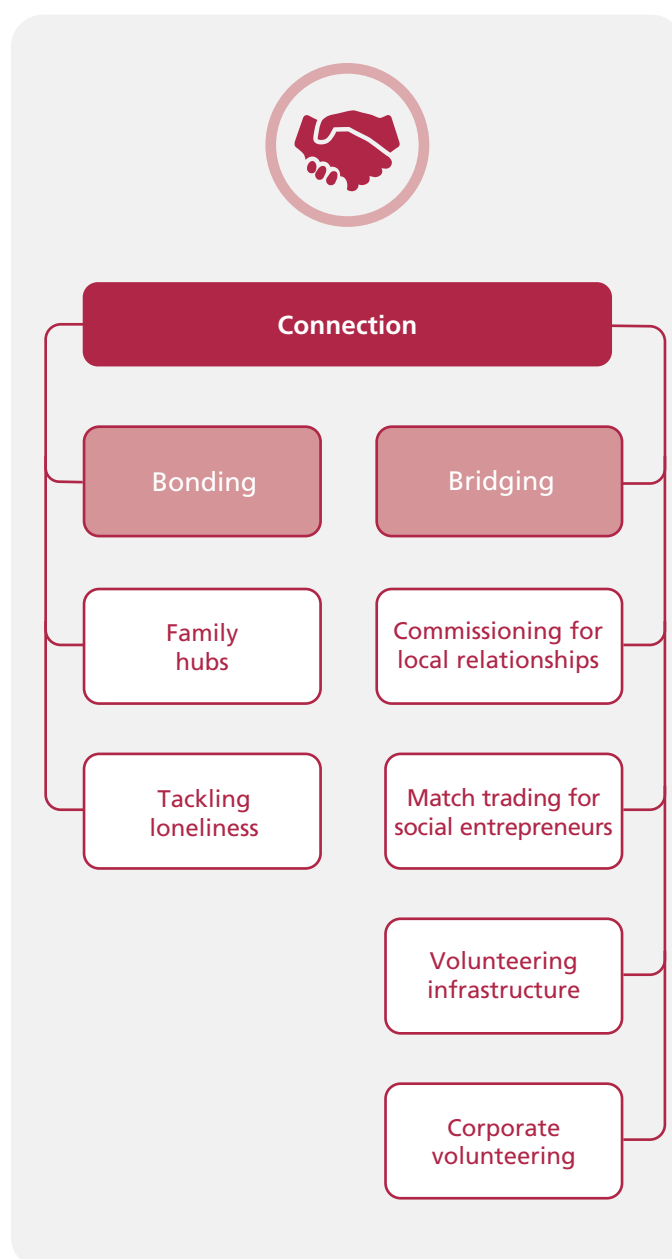 Connection
Bonding
Family
hubs
Tackling
loneliness
Bridging
Commissioning for
local relationships
Match trading for
social entrepreneurs
Volunteering
infrastructure
Corporate
volunteering